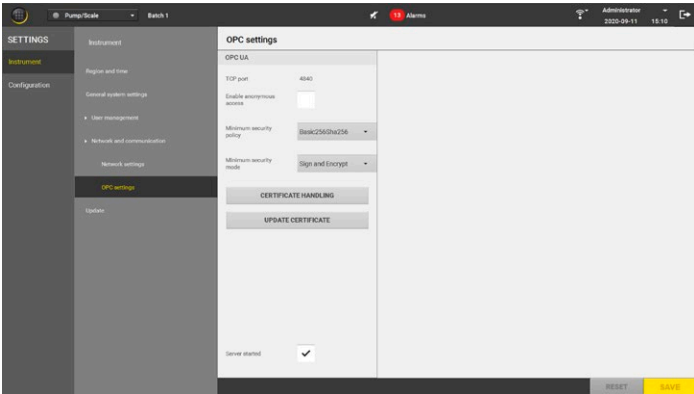 Pump/Scale
Batch 1
13 Alarms
Administrator
2020-09-11 15:10
SETTINGS
Instrument
Configuration
Instrument
Region and time
General system settings
User management
Network and communication
Network settings
OPC settings
Update
OPC settings
OPC UA
TCP port 4840
Enable anonymous
access
Minimum security
policy
Basic256Sha256
Minimum security
mode
Sign and Encrypt
CERTIFICATE HANDLING
UPDATE CERTIFICATE
Server started
RESET
SAVE